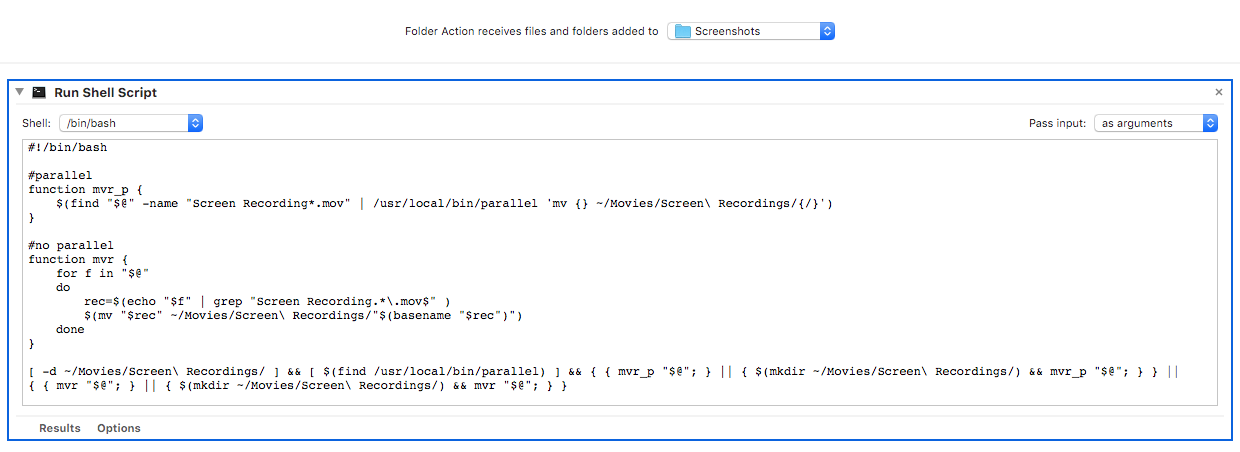 Folder Action receives files and folders added to Screenshots
Run Shell Script
Shell: /bin/bash Pass input: as arguments
#!/bin/bash
#parallel
function mvr_p {
    $(find "$@" -name "Screen Recording*.mov" | /usr/local/bin/parallel 'mv {} ~/Movies/Screen\ Recordings/{/}')
}
#no parallel
function mvr {
    for f in "$@"
    do
        rec=$(echo "$f" | grep "Screen Recording.*\.mov$" )
        $(mv "$rec" ~/Movies/Screen\ Recordings/"$(basename "$rec")")
    done
}
[ -d ~/Movies/Screen\ Recordings/ ] && [ $(find /usr/local/bin/parallel) ] && { { mvr_p "$@"; } || { $(mkdir ~/Movies/Screen\ Recordings/) && mvr_p "$@"; } } ||
{ { mvr "$@"; } || { $(mkdir ~/Movies/Screen\ Recordings/) && mvr "$@"; } }
Results Options